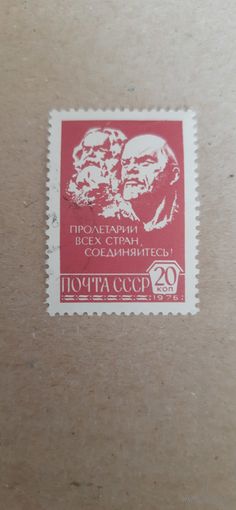 ПРОЛЕТАРИИ
ВСЕХ СТРАН,
СОЕДИНЯЙТЕСЬ!
ПОЧТА СССР
20
КОП
1976